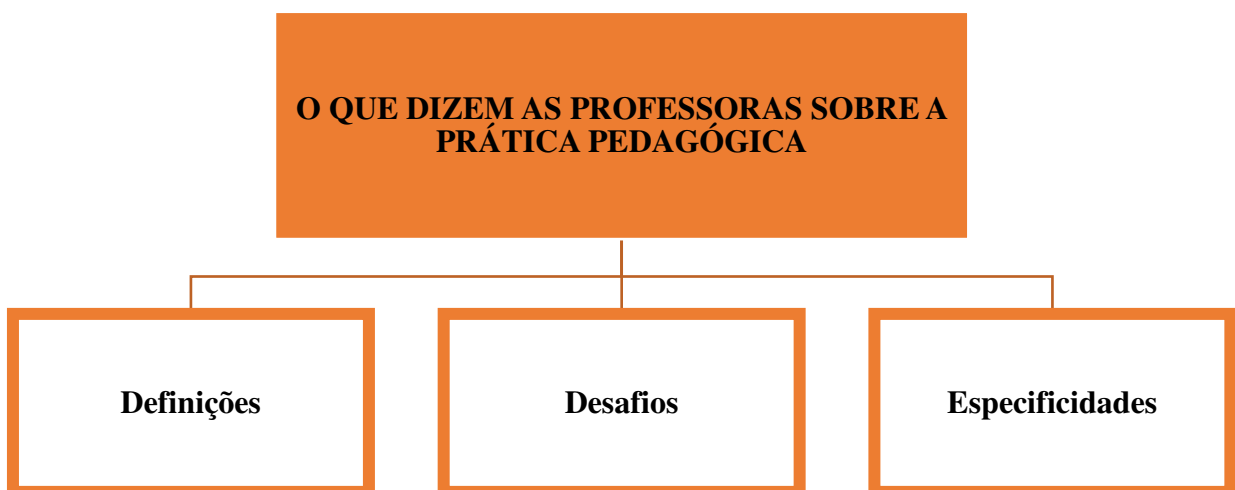 O QUE DIZEM AS PROFESSORAS SOBRE A
PRÁTICA PEDAGÓGICA
Definições
Desafios
Especificidades